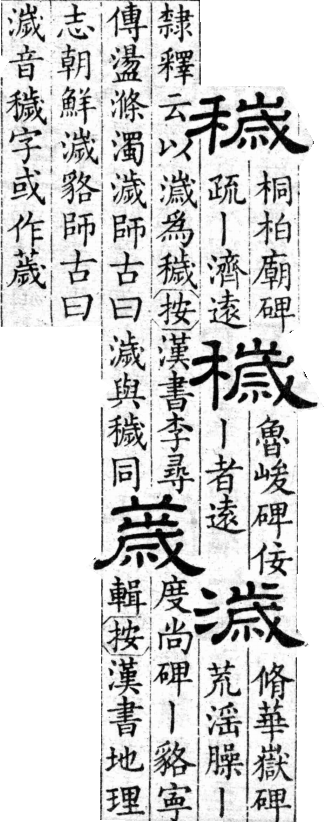 穢
桐柏廟碑
疏丨濟遠
穢
魯峻碑佞
丨者遠
濊
脩華嶽碑
荒淫臊丨
隸釋云以濊爲穢按漢書李尋
傳盪滌濁濊師古曰濊與穢同
薉
度尚碑丨貉寧
輯按漢書地理
志朝鮮濊貉師古曰
濊音穢字或作薉